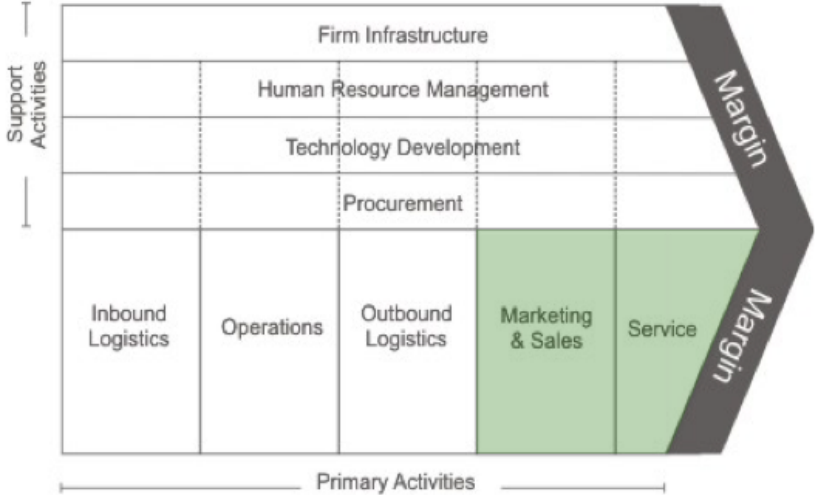 Support
Activities
Firm Infrastructure
Human Resource Management
Technology Development
Procurement
Margin
Inbound
Logistics
Operations
Outbound
Logistics
Marketing
& Sales
Service
Margin
Primary Activities